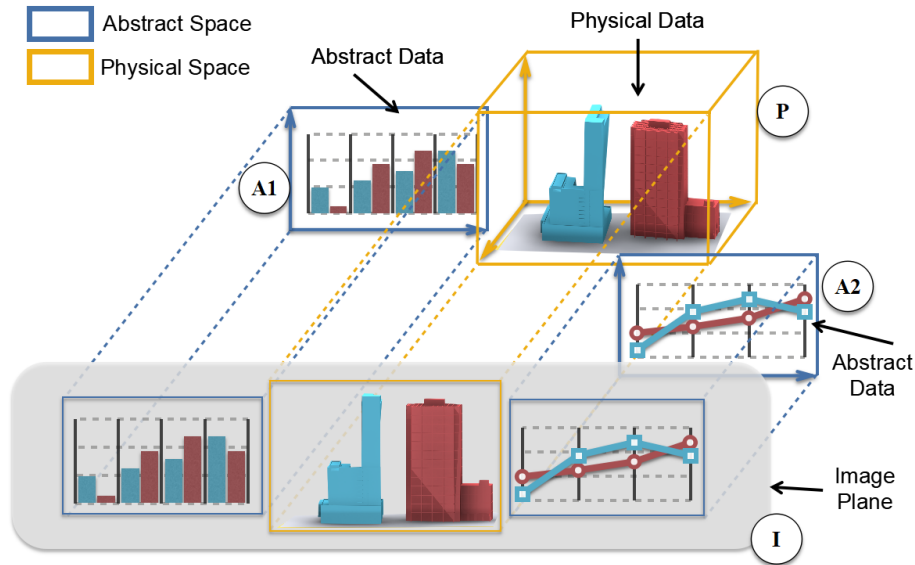 Abstract Space
Physical Space
Abstract Data
Physical Data
P
A1
A2
Abstract
Data
Image
Plane
I